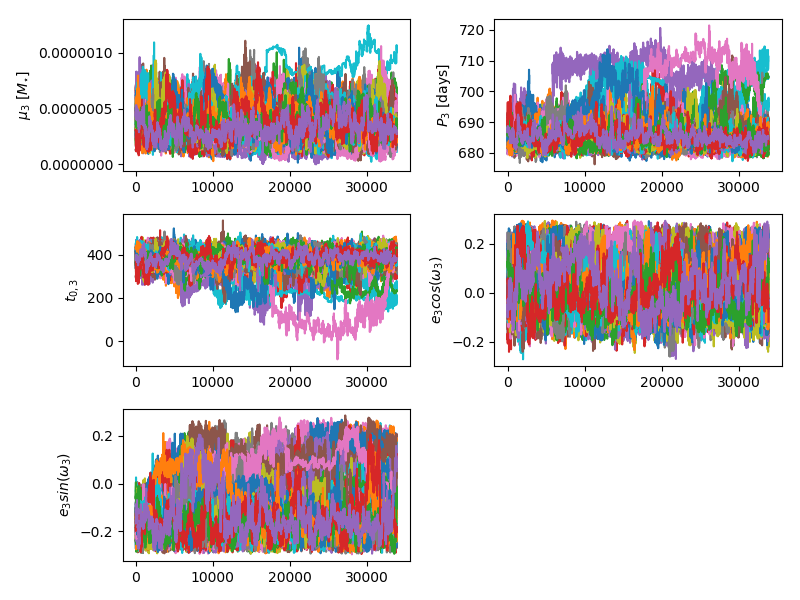 μ₃ [M⋆]
0.0000010
0.0000005
0.0000000
0 10000 20000 30000
P₃ [days]
720
710
700
690
680
0 10000 20000 30000
t₀,₃
400
200
0
0 10000 20000 30000
e₃cos(ω₃)
0.2
0.0
−0.2
0 10000 20000 30000
e₃sin(ω₃)
0.2
0.0
−0.2
0 10000 20000 30000